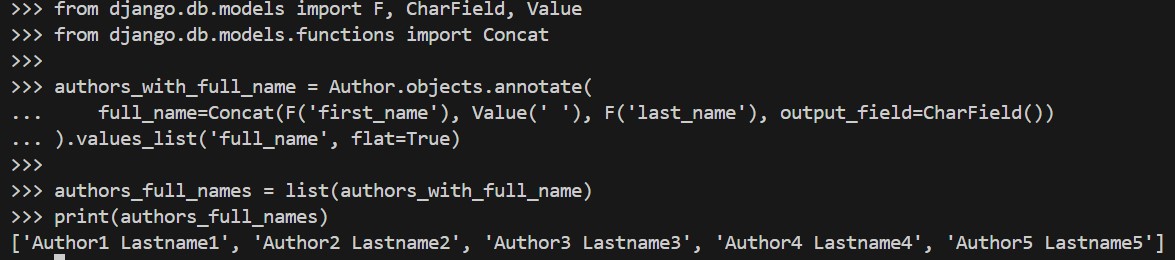 >>> from django.db.models import F, CharField, Value
>>> from django.db.models.functions import Concat
>>>
>>> authors_with_full_name = Author.objects.annotate(
...     full_name=Concat(F('first_name'), Value(' '), F('last_name'), output_field=CharField())
... ).values_list('full_name', flat=True)
>>>
>>> authors_full_names = list(authors_with_full_name)
>>> print(authors_full_names)
['Author1 Lastname1', 'Author2 Lastname2', 'Author3 Lastname3', 'Author4 Lastname4', 'Author5 Lastname5']